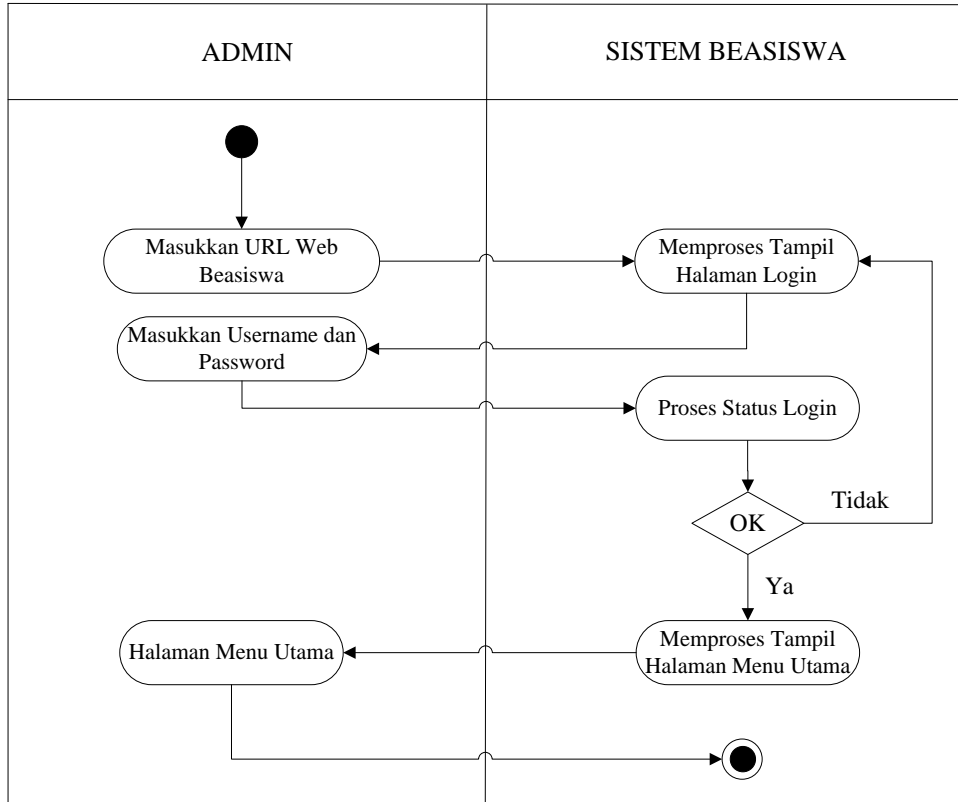 ADMIN
SISTEM BEASISWA
Masukkan URL Web
Beasiswa
Memproses Tampil
Halaman Login
Masukkan Username dan
Password
Proses Status Login
OK
Tidak
Ya
Memproses Tampil
Halaman Menu Utama
Halaman Menu Utama